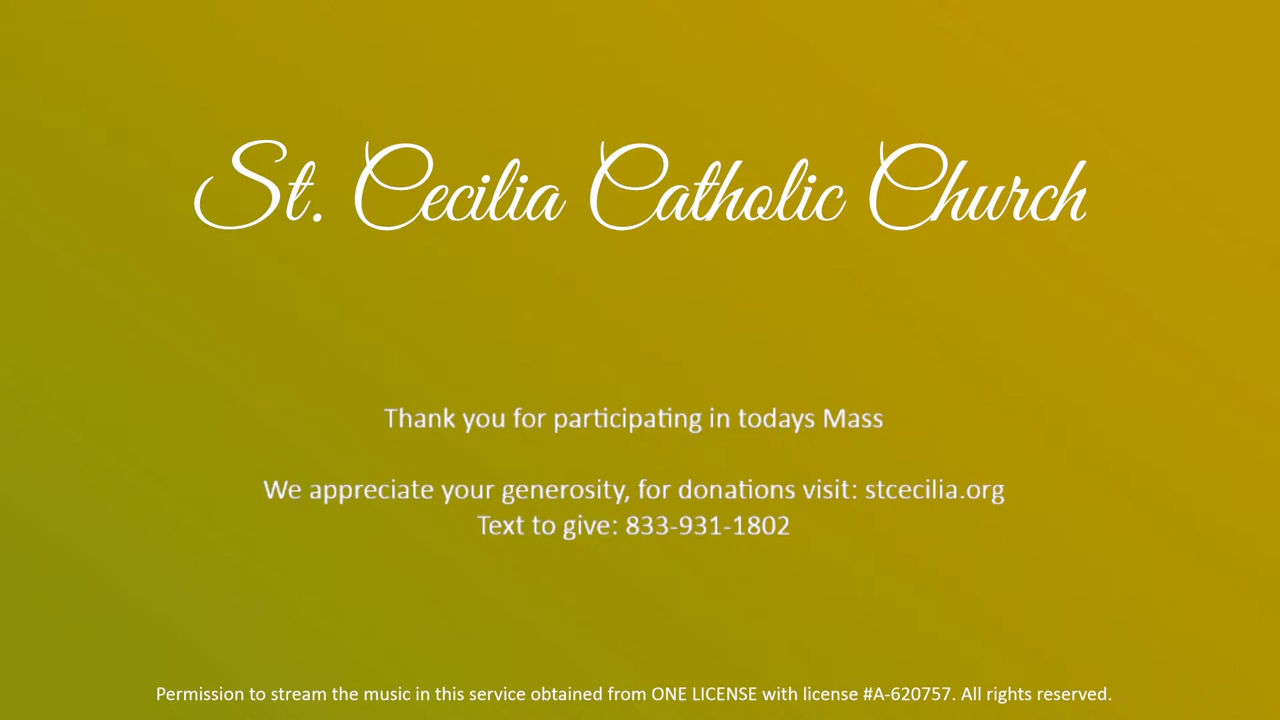 St. Cecilia Catholic Church
Thank you for participating in todays Mass
We appreciate your generosity, for donations visit: stcecilia.org
Text to give: 833-931-1802
Permission to stream the music in this service obtained from ONE LICENSE with license #A-620757. All rights reserved.